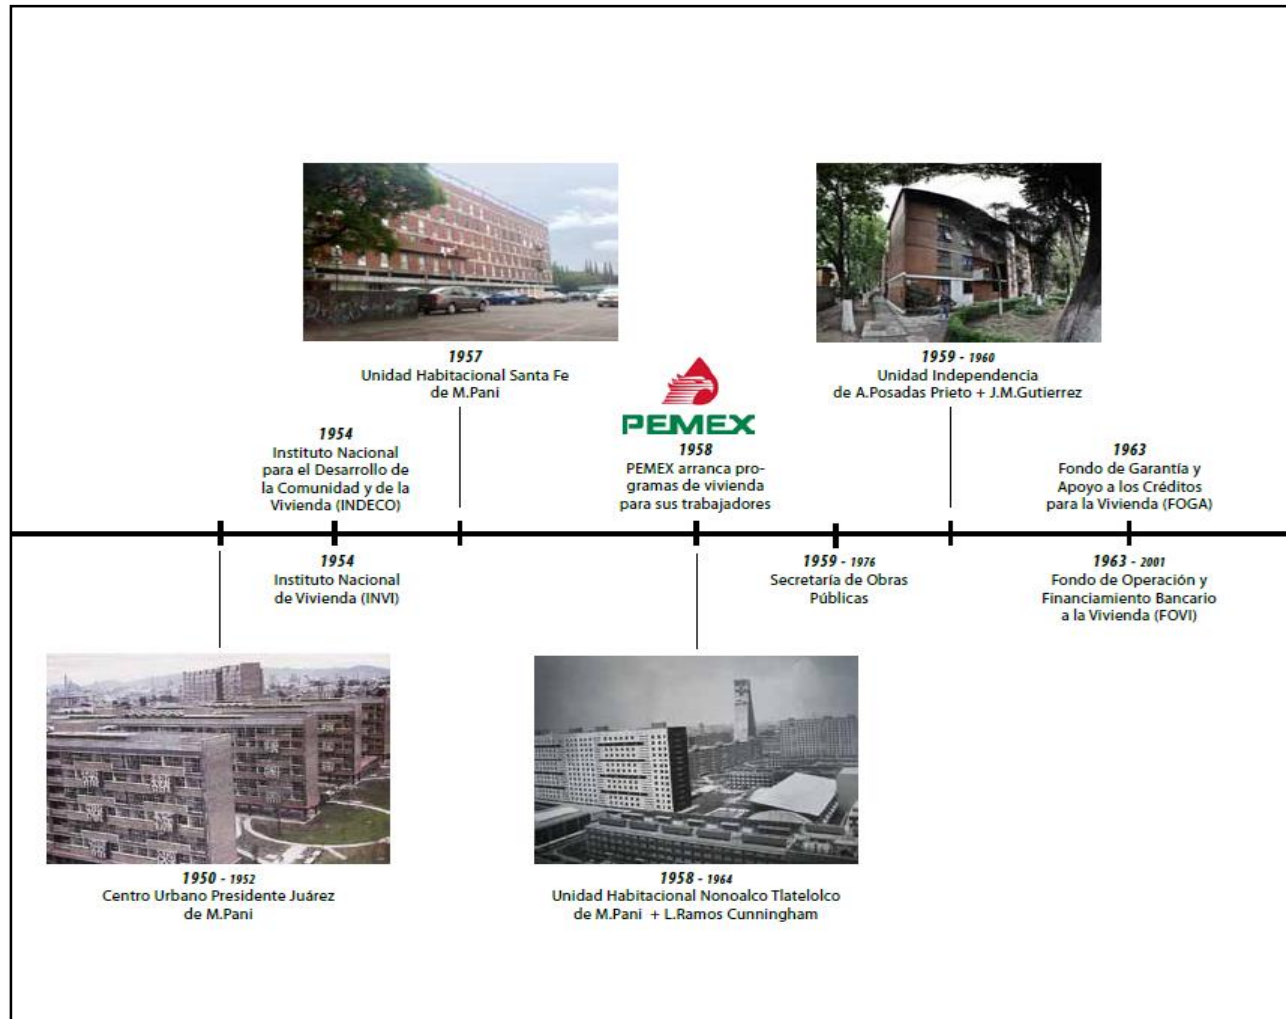 1957
Unidad Habitacional Santa Fe
de M.Pani
1959 - 1960
Unidad Independencia
de A.Posadas Prieto + J.M.Gutierrez
PEMEX
1954
Instituto Nacional
para el Desarrollo de
la Comunidad y de la
Vivienda (INDECO)
1958
PEMEX arranca pro-
gramas de vivienda
para sus trabajadores
1963
Fondo de Garantía y
Apoyo a los Créditos
para la Vivienda (FOGA)
1954
Instituto Nacional
de Vivienda (INVI)
1959 - 1976
Secretaría de Obras
Públicas
1963 - 2001
Fondo de Operación y
Financiamiento Bancario
a la Vivienda (FOVI)
1950 - 1952
Centro Urbano Presidente Juárez
de M.Pani
1958 - 1964
Unidad Habitacional Nonoalco Tlatelolco
de M.Pani + L.Ramos Cunningham